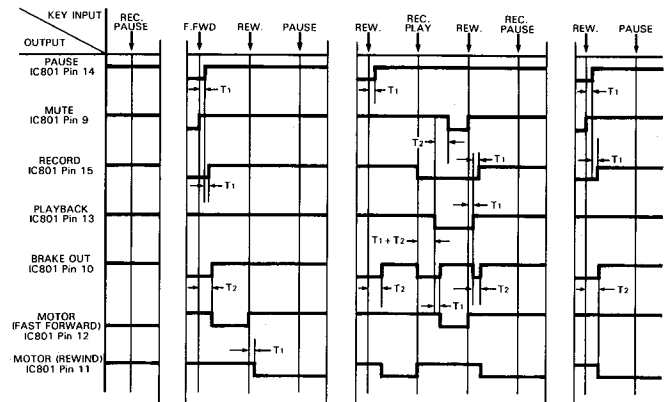 KEY INPUT
OUTPUT
REC. PAUSE
F.FWD
REW.
PAUSE
REW.
REC. PLAY
REW.
REC. PAUSE
REW.
PAUSE
PAUSE
IC801 Pin 14
T1
T1
T1
MUTE
IC801 Pin 9
T2
T1
T1
RECORD
IC801 Pin 15
T1
PLAYBACK
IC801 Pin 13
T1
T1 + T2
BRAKE OUT
IC801 Pin 10
T2
T2
T2
T2
T1
MOTOR
(FAST FORWARD)
IC801 Pin 12
T1
MOTOR (REWIND)
IC801 Pin 11